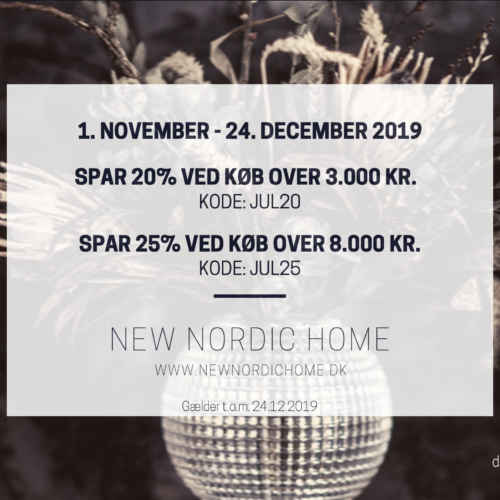 1. NOVEMBER - 24. DECEMBER 2019
SPAR 20% VED KØB OVER 3.000 KR.
KODE: JUL20
SPAR 25% VED KØB OVER 8.000 KR.
KODE: JUL25
NEW NORDIC HOME
WWW.NEWNORDICHOME.DK
Gælder t.o.m. 24.12.2019
d